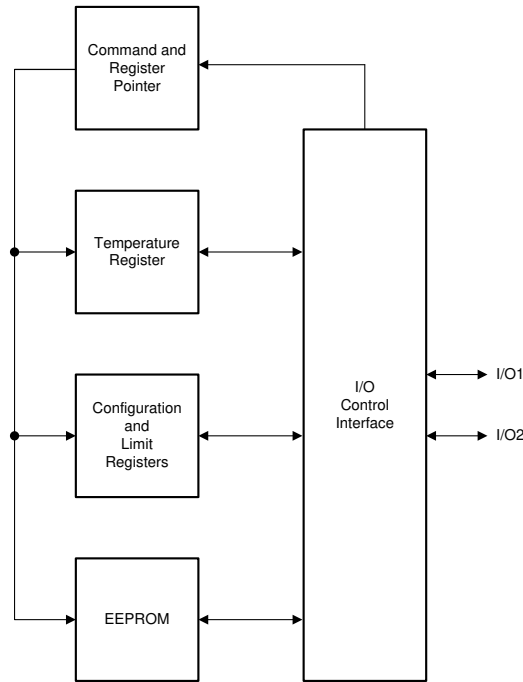 Command and
Register
Pointer
Temperature
Register
Configuration
and
Limit
Registers
EEPROM
I/O
Control
Interface
I/O1
I/O2